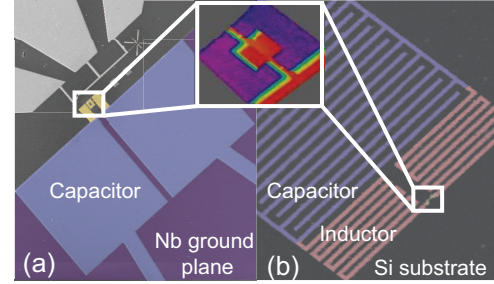 Capacitor
Nb ground
plane
(a)
Capacitor
Inductor
Si substrate
(b)